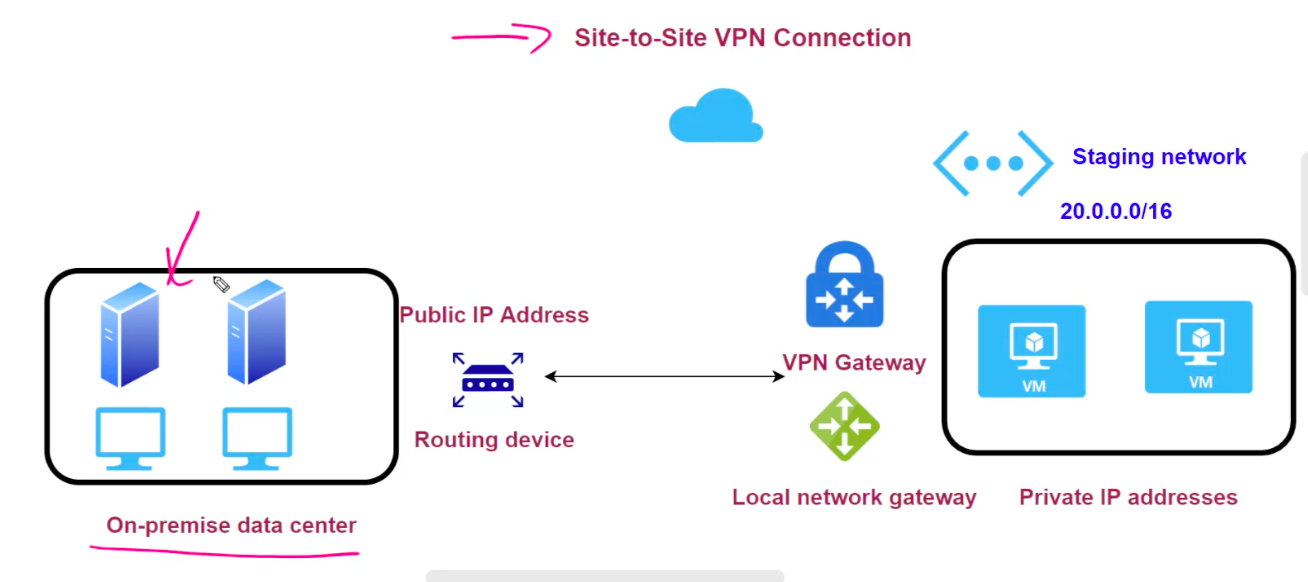 Site-to-Site VPN Connection
Staging network
20.0.0.0/16
Public IP Address
VPN Gateway
VM
VM
Routing device
Local network gateway
Private IP addresses
On-premise data center